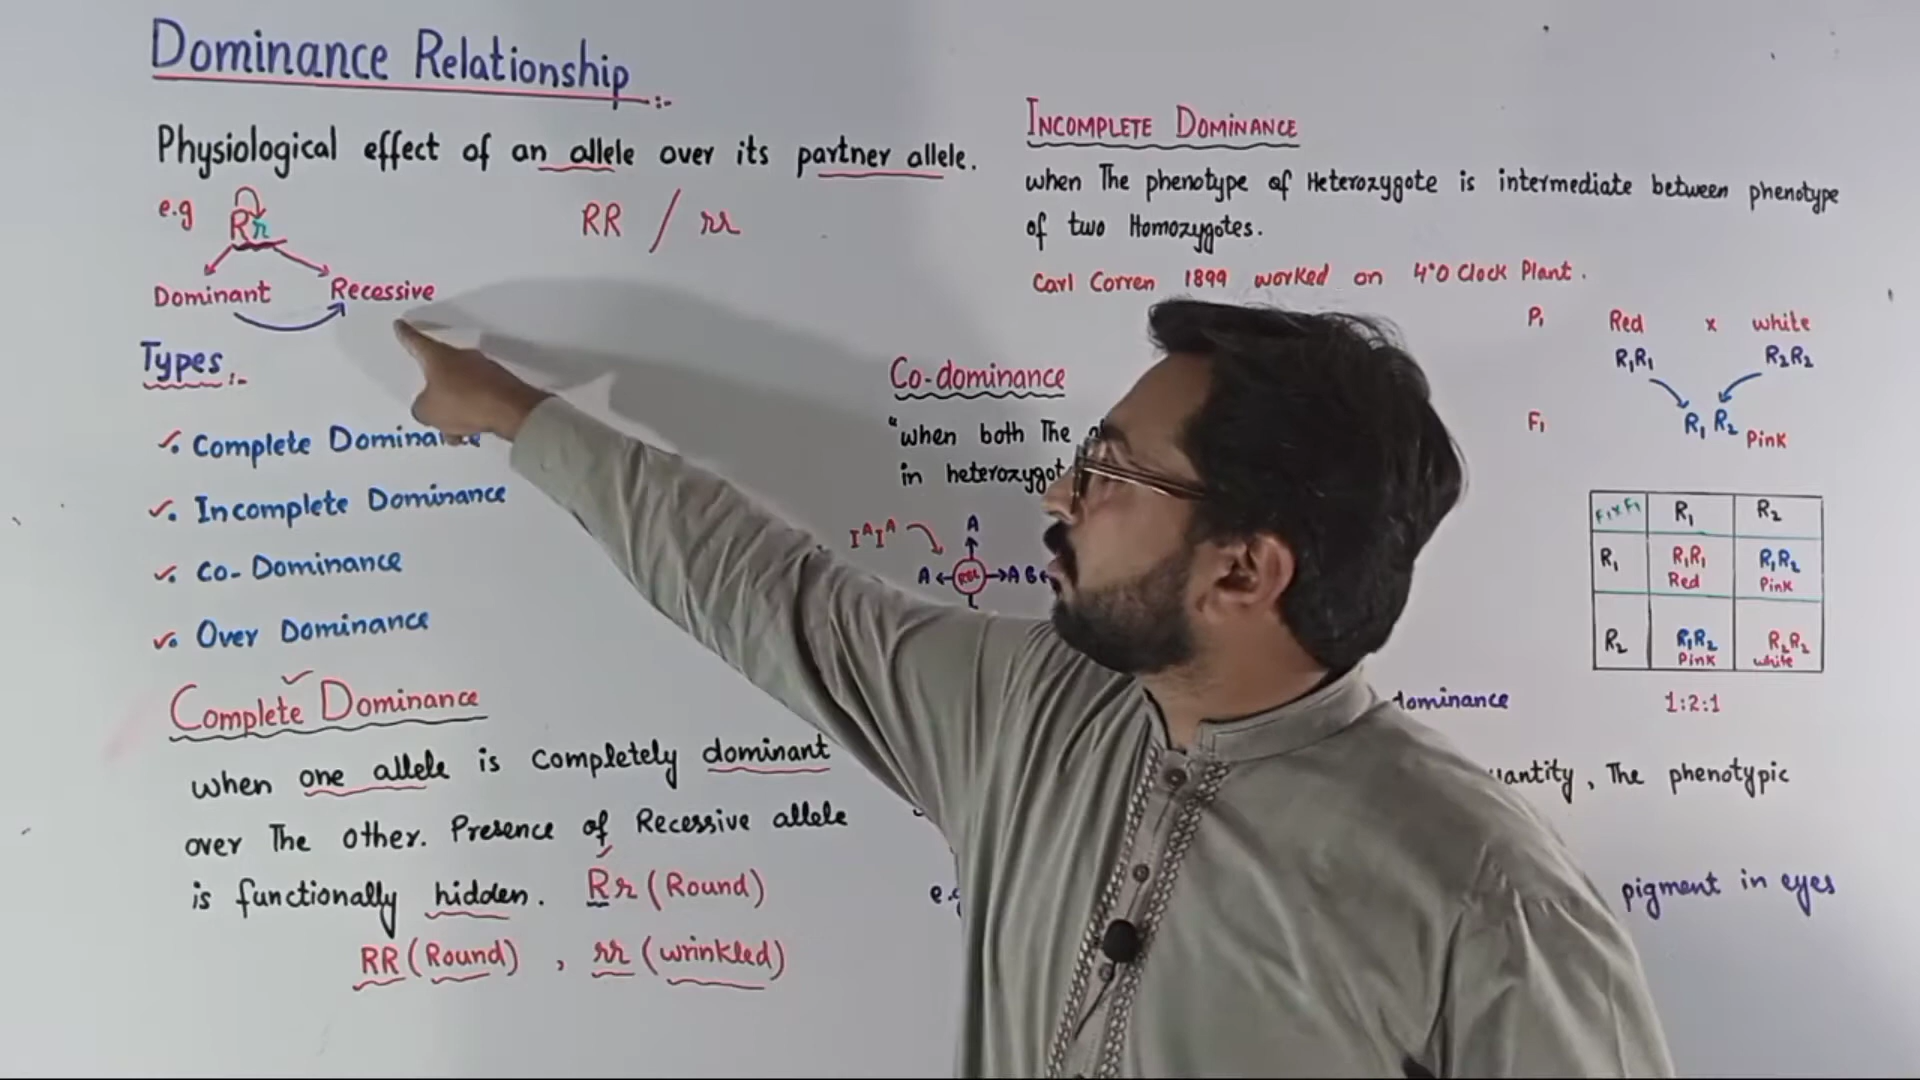 Dominance Relationship :-
Physiological effect of an allele over its partner allele.
e.g Rr RR / rr
Dominant Recessive
Types :-
Complete Dominance
Incomplete Dominance
Co-Dominance
Over Dominance
Complete Dominance
when one allele is completely dominant
over The other. Presence of Recessive allele
is functionally hidden. Rr (Round)
RR (Round) , rr (wrinkled)
Co-dominance
"when both The
in heterozygot
IAIA
A
A RBC A B
INCOMPLETE DOMINANCE
when The phenotype of Heterozygote is intermediate between phenotype
of two Homozygotes.
Carl Corren 1899 worked on 4°O Clock Plant.
P1 Red x white
R1R1 R2R2
F1 R1 R2 Pink
F1xF1 R1 R2
R1 R1R1 Red R1R2 Pink
R2 R1R2 Pink R2R2 white
1:2:1
dominance
uantity, The phenotypic
e.g
pigment in eyes